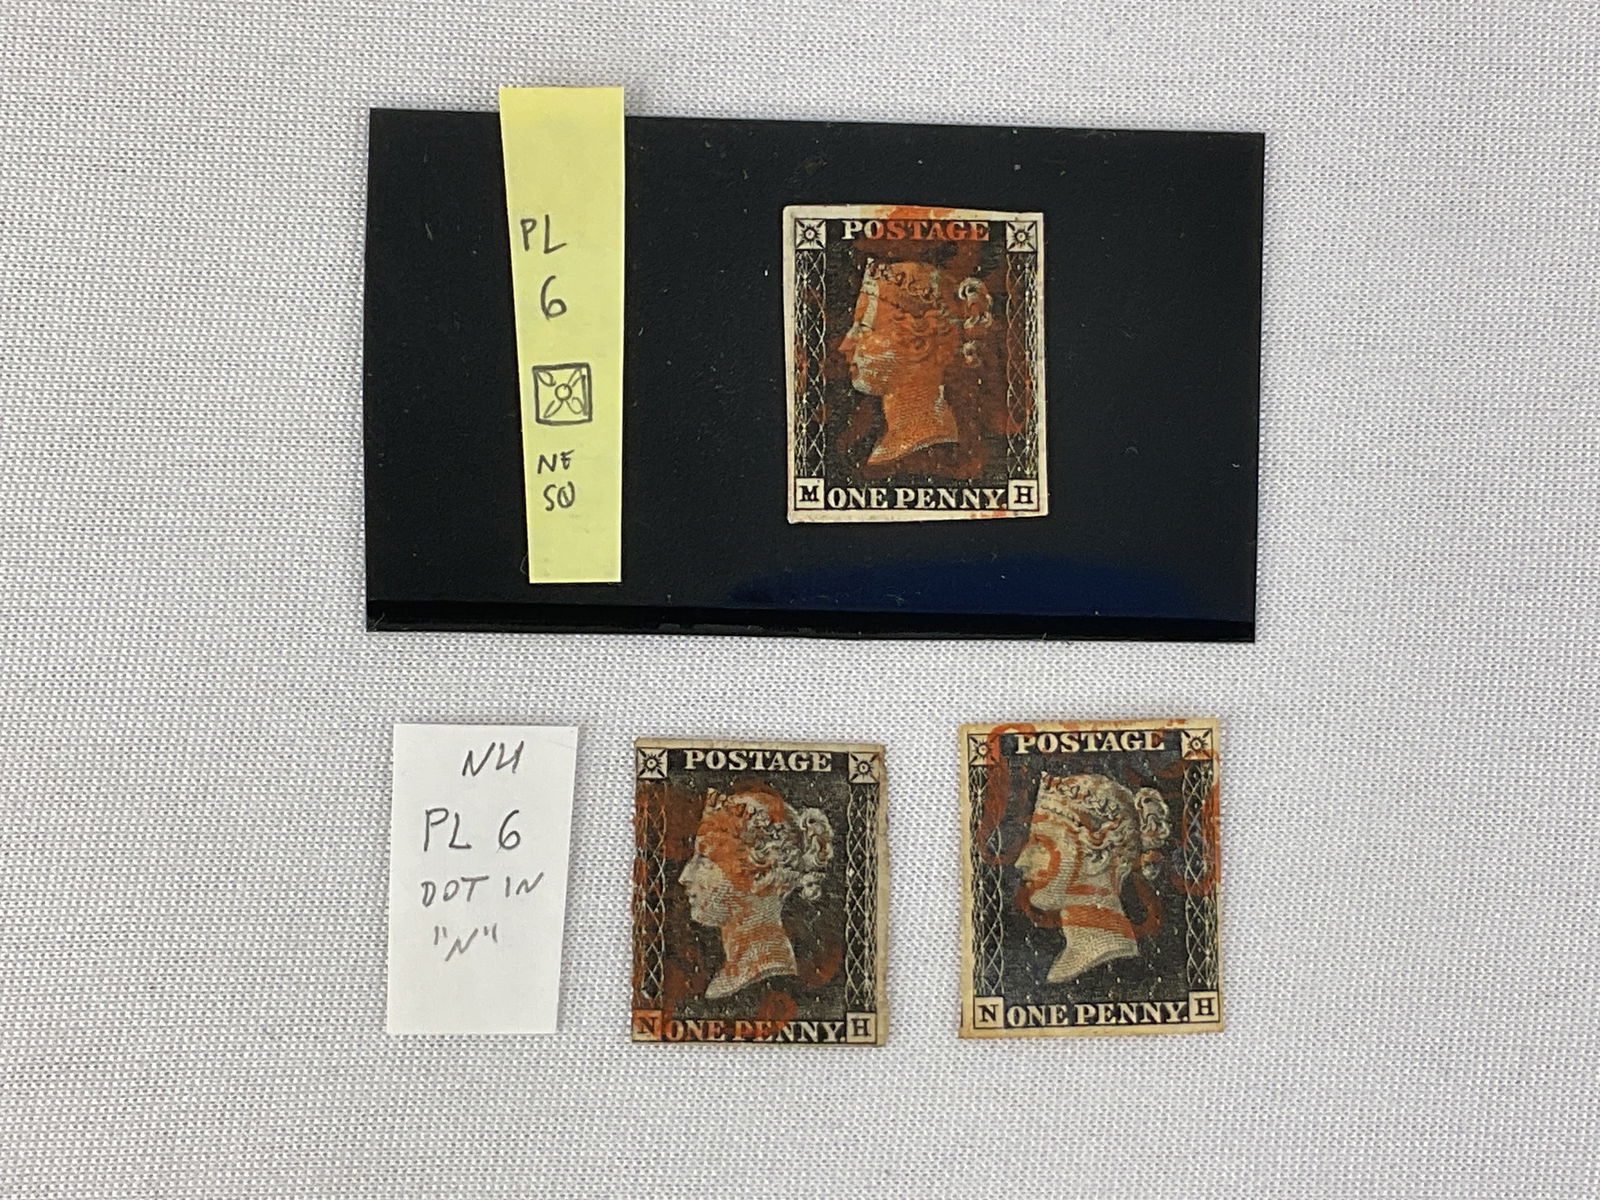 PL
6
NE
SQ
POSTAGE
M ONE PENNY. H
NH
PL 6
DOT IN
"N"
POSTAGE
N ONE PENNY. H
POSTAGE
N ONE PENNY. H